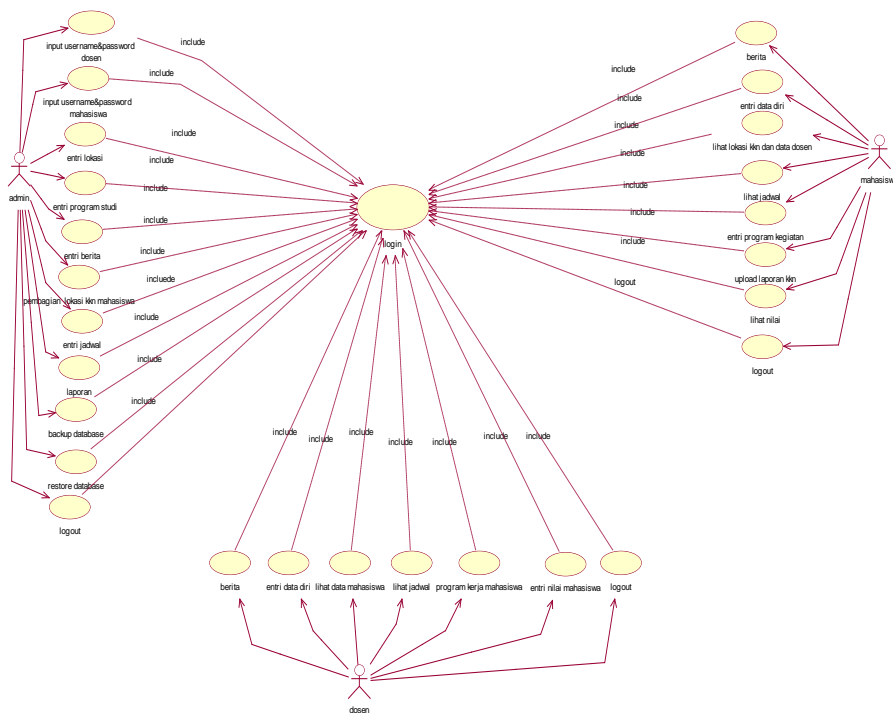 input username&password
dosen
include
input username&password
mahasiswa
include
entri lokasi
include
entri program studi
include
entri berita
include
pembagian lokasi kkn mahasiswa
include
entri jadwal
include
laporan
incluede
backup database
include
restore database
include
logout
include
admin
login
berita
include
entri data diri
include
lihat lokasi kkn dan data dosen
include
lihat jadwal
include
entri program kegiatan
include
upload laporan kkn
include
lihat nilai
logout
logout
mahasisw
include
include
include
include
include
include
include
berita
entri data diri
lihat data mahasiswa
lihat jadwal
program kerja mahasiswa
entri nilai mahasiswa
logout
dosen